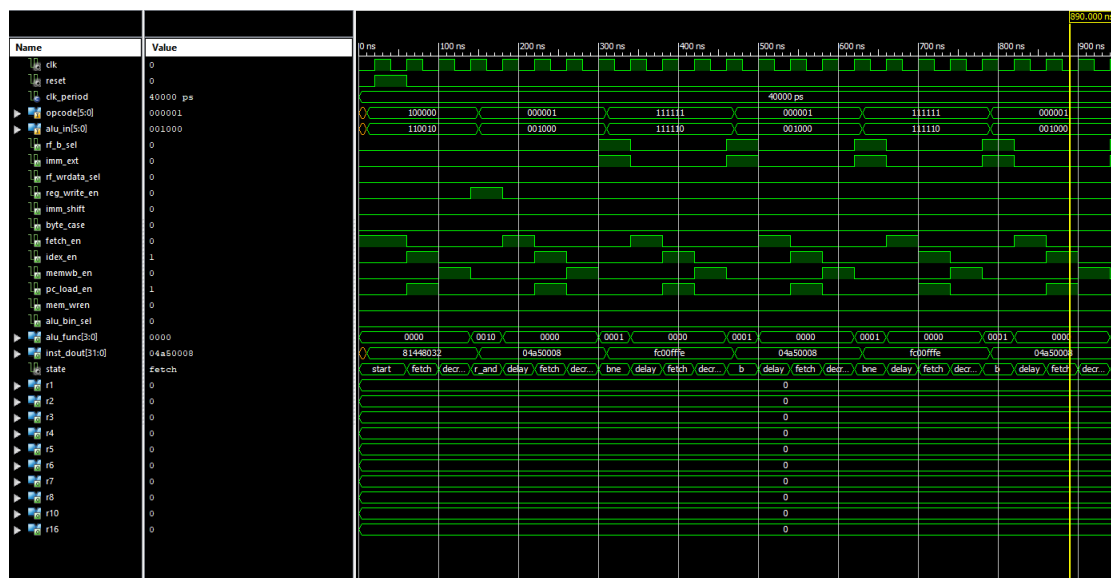 890.000 n
Name Value 0 ns 100 ns 200 ns 300 ns 400 ns 500 ns 600 ns 700 ns 800 ns 900 ns
clk 0
reset 0
clk_period 40000 ps 40000 ps
opcode[5:0] 000001 100000 000001 111111 000001 111111 000001
alu_in[5:0] 001000 110010 001000 111110 001000 111110 001000
rf_b_sel 0
imm_ext 0
rf_wrdata_sel 0
reg_write_en 0
imm_shift 0
byte_case 0
fetch_en 0
idex_en 1
memwb_en 0
pc_load_en 1
mem_wren 0
alu_bin_sel 0
alu_func[3:0] 0000 0000 0010 0000 0001 0000 0001 0000 0001 0000 0001 0000
inst_dout[31:0] 04a50008 81448032 04a50008 fc00fffe 04a50008 fc00fffe 04a50008
state fetch start fetch decr... r_and delay fetch decr... bne delay fetch decr... b delay fetch decr... bne delay fetch decr... b delay fetch decr...
r1 0 0
r2 0 0
r3 0 0
r4 0 0
r5 0 0
r6 0 0
r7 0 0
r8 0 0
r10 0 0
r16 0 0